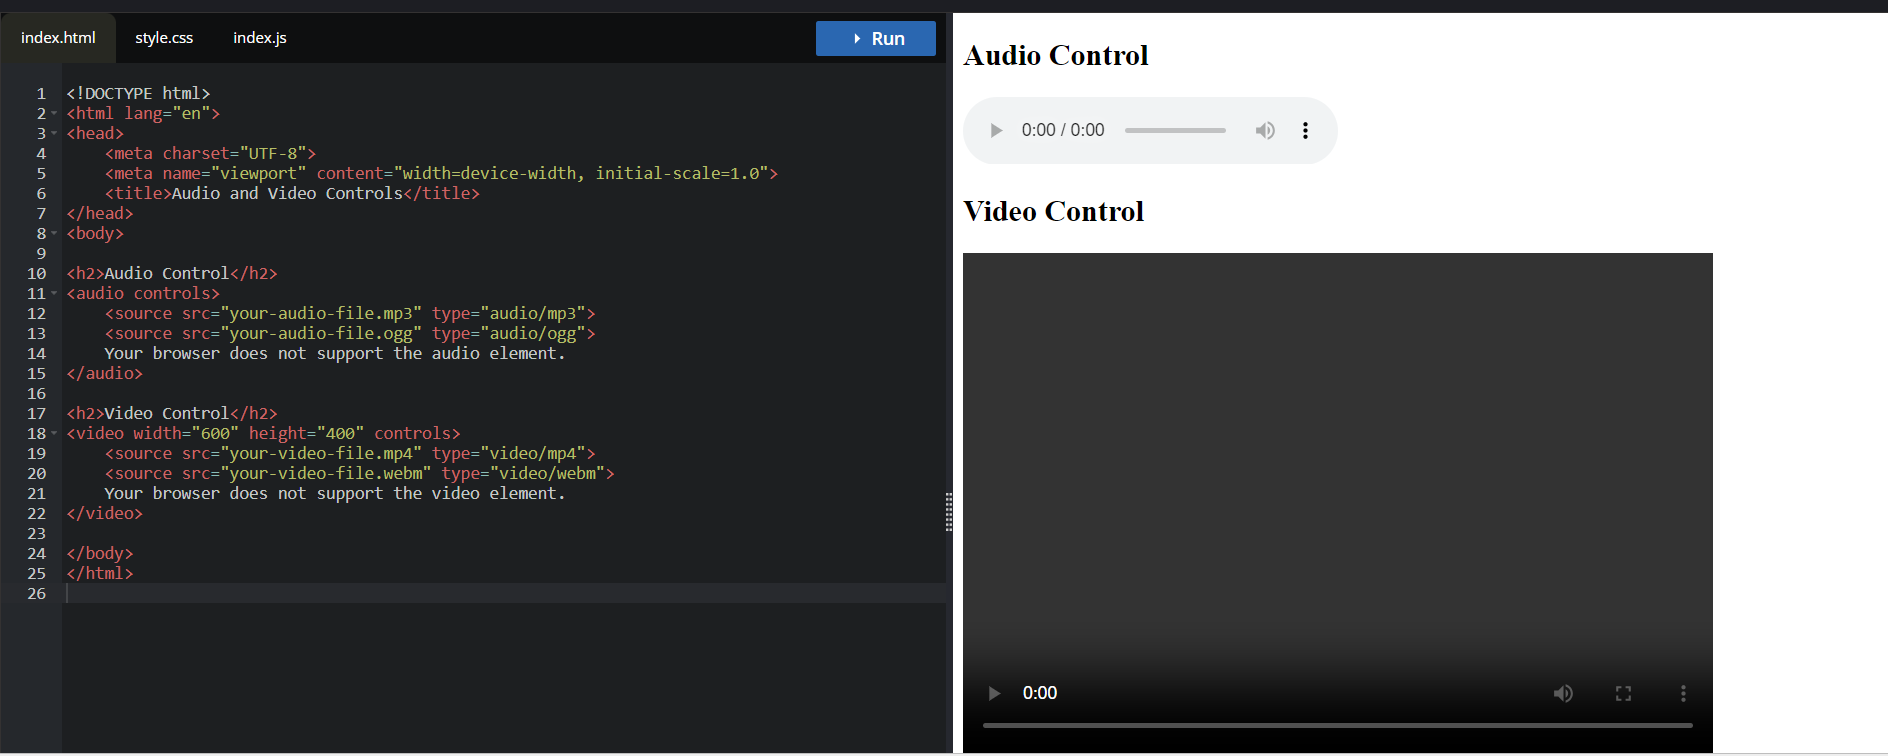 index.html style.css index.js Run
1 <!DOCTYPE html>
2 <html lang="en">
3 <head>
4     <meta charset="UTF-8">
5     <meta name="viewport" content="width=device-width, initial-scale=1.0">
6     <title>Audio and Video Controls</title>
7 </head>
8 <body>
9
10 <h2>Audio Control</h2>
11 <audio controls>
12     <source src="your-audio-file.mp3" type="audio/mp3">
13     <source src="your-audio-file.ogg" type="audio/ogg">
14     Your browser does not support the audio element.
15 </audio>
16
17 <h2>Video Control</h2>
18 <video width="600" height="400" controls>
19     <source src="your-video-file.mp4" type="video/mp4">
20     <source src="your-video-file.webm" type="video/webm">
21     Your browser does not support the video element.
22 </video>
23
24 </body>
25 </html>
26
Audio Control
0:00 / 0:00
Video Control
0:00